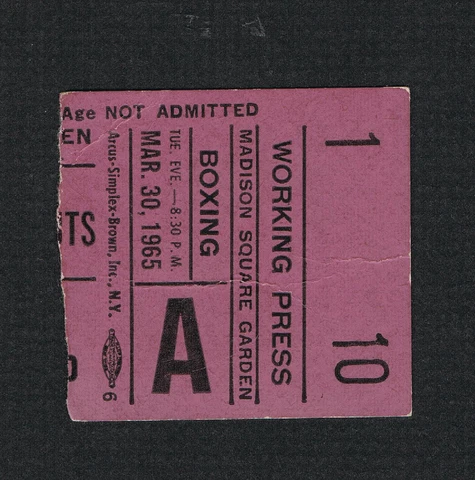 Age NOT ADMITTED
1 10
WORKING PRESS
MADISON SQUARE GARDEN
BOXING
A
TUE. EVE.—8:30 P.M.
MAR. 30, 1965
Arcus-Simplex-Brown, Inc., N.Y. 6
EN
STS